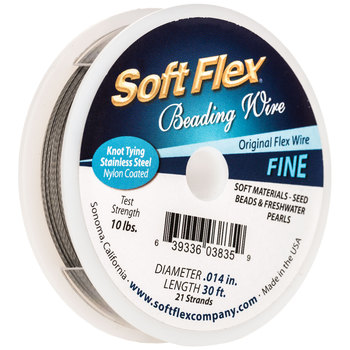 Soft Flex
Beading Wire
Original Flex Wire
FINE
Knot Tying
Stainless Steel
Nylon Coated
SOFT MATERIALS - SEED
BEADS & FRESHWATER
PEARLS
Test
Strength
10 lbs.
6 39336 03835 9
DIAMETER .014 in.
LENGTH 30 ft.
21 Strands
www.softflexcompany.com
Sonoma, California
Made in the USA